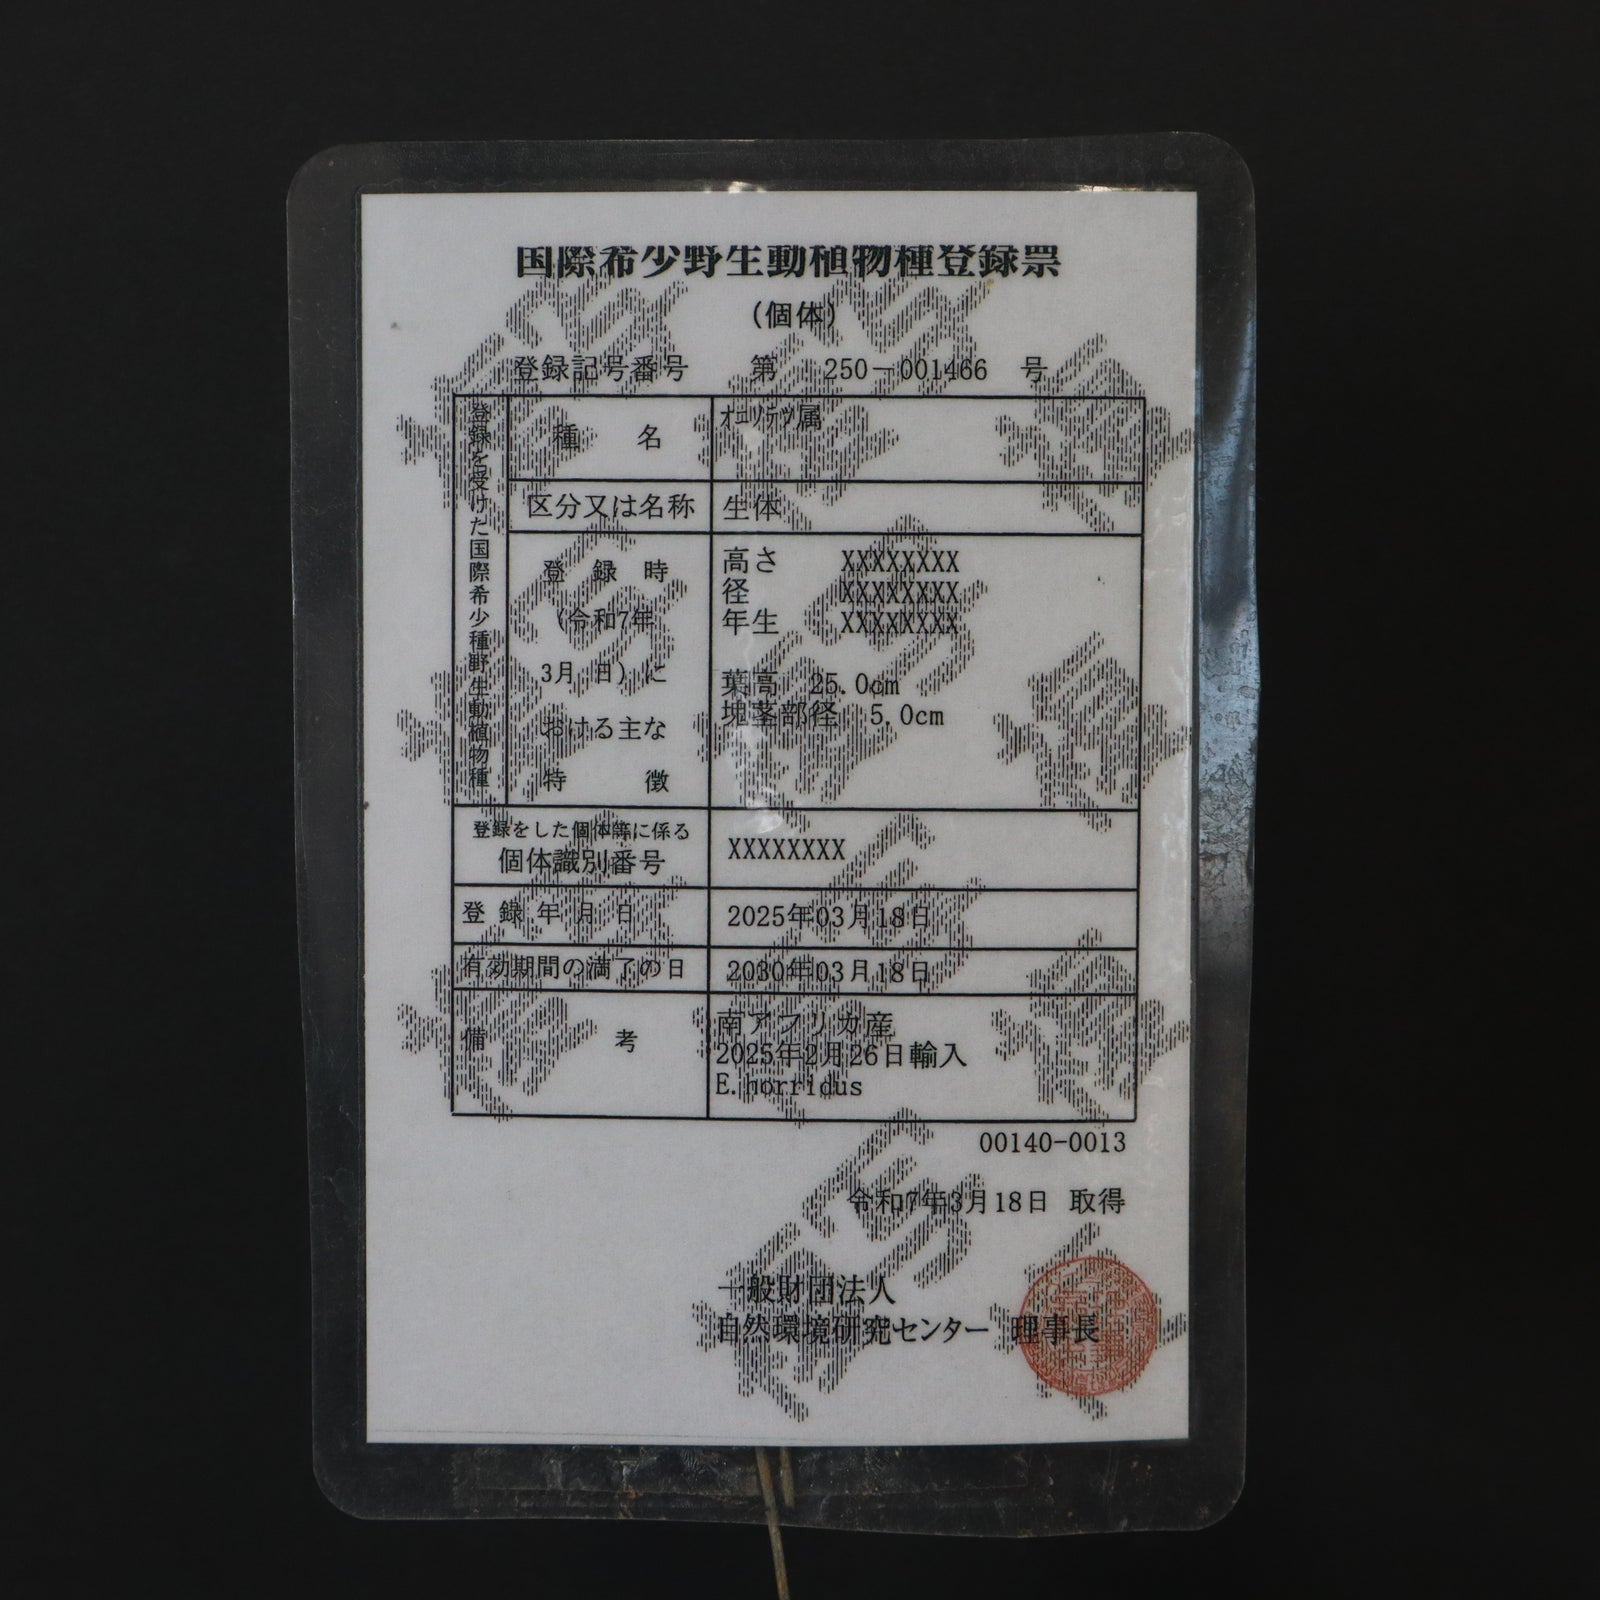 国際希少野生動植物種登録票
(個体)
登録記号番号 第 250-001466 号
登録を受けた国際希少種野生動植物種
種 名 ｵﾆｿﾃﾂ属
区分又は名称 生体
登録時
(令和7年
3月 日)に
おける主な
特 徴
高さ XXXXXXXX
径 XXXXXXXX
年生 XXXXXXXX
葉高 25.0cm
塊茎部径 5.0cm
登録をした個体等に係る
個体識別番号 XXXXXXXX
登録年月日 2025年03月18日
有効期間の満了の日 2030年03月18日
備 考
南アフリカ産
2025年2月26日輸入
E.horridus
00140-0013
令和7年3月18日 取得
一般財団法人
自然環境研究センター 理事長